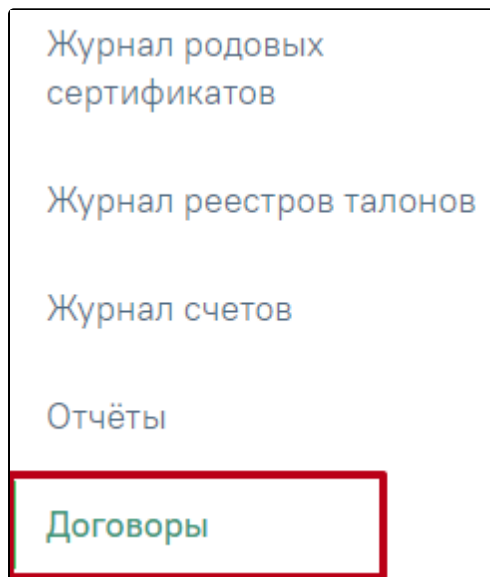 Журнал родовых
сертификатов
Журнал реестров талонов
Журнал счетов
Отчёты
Договоры